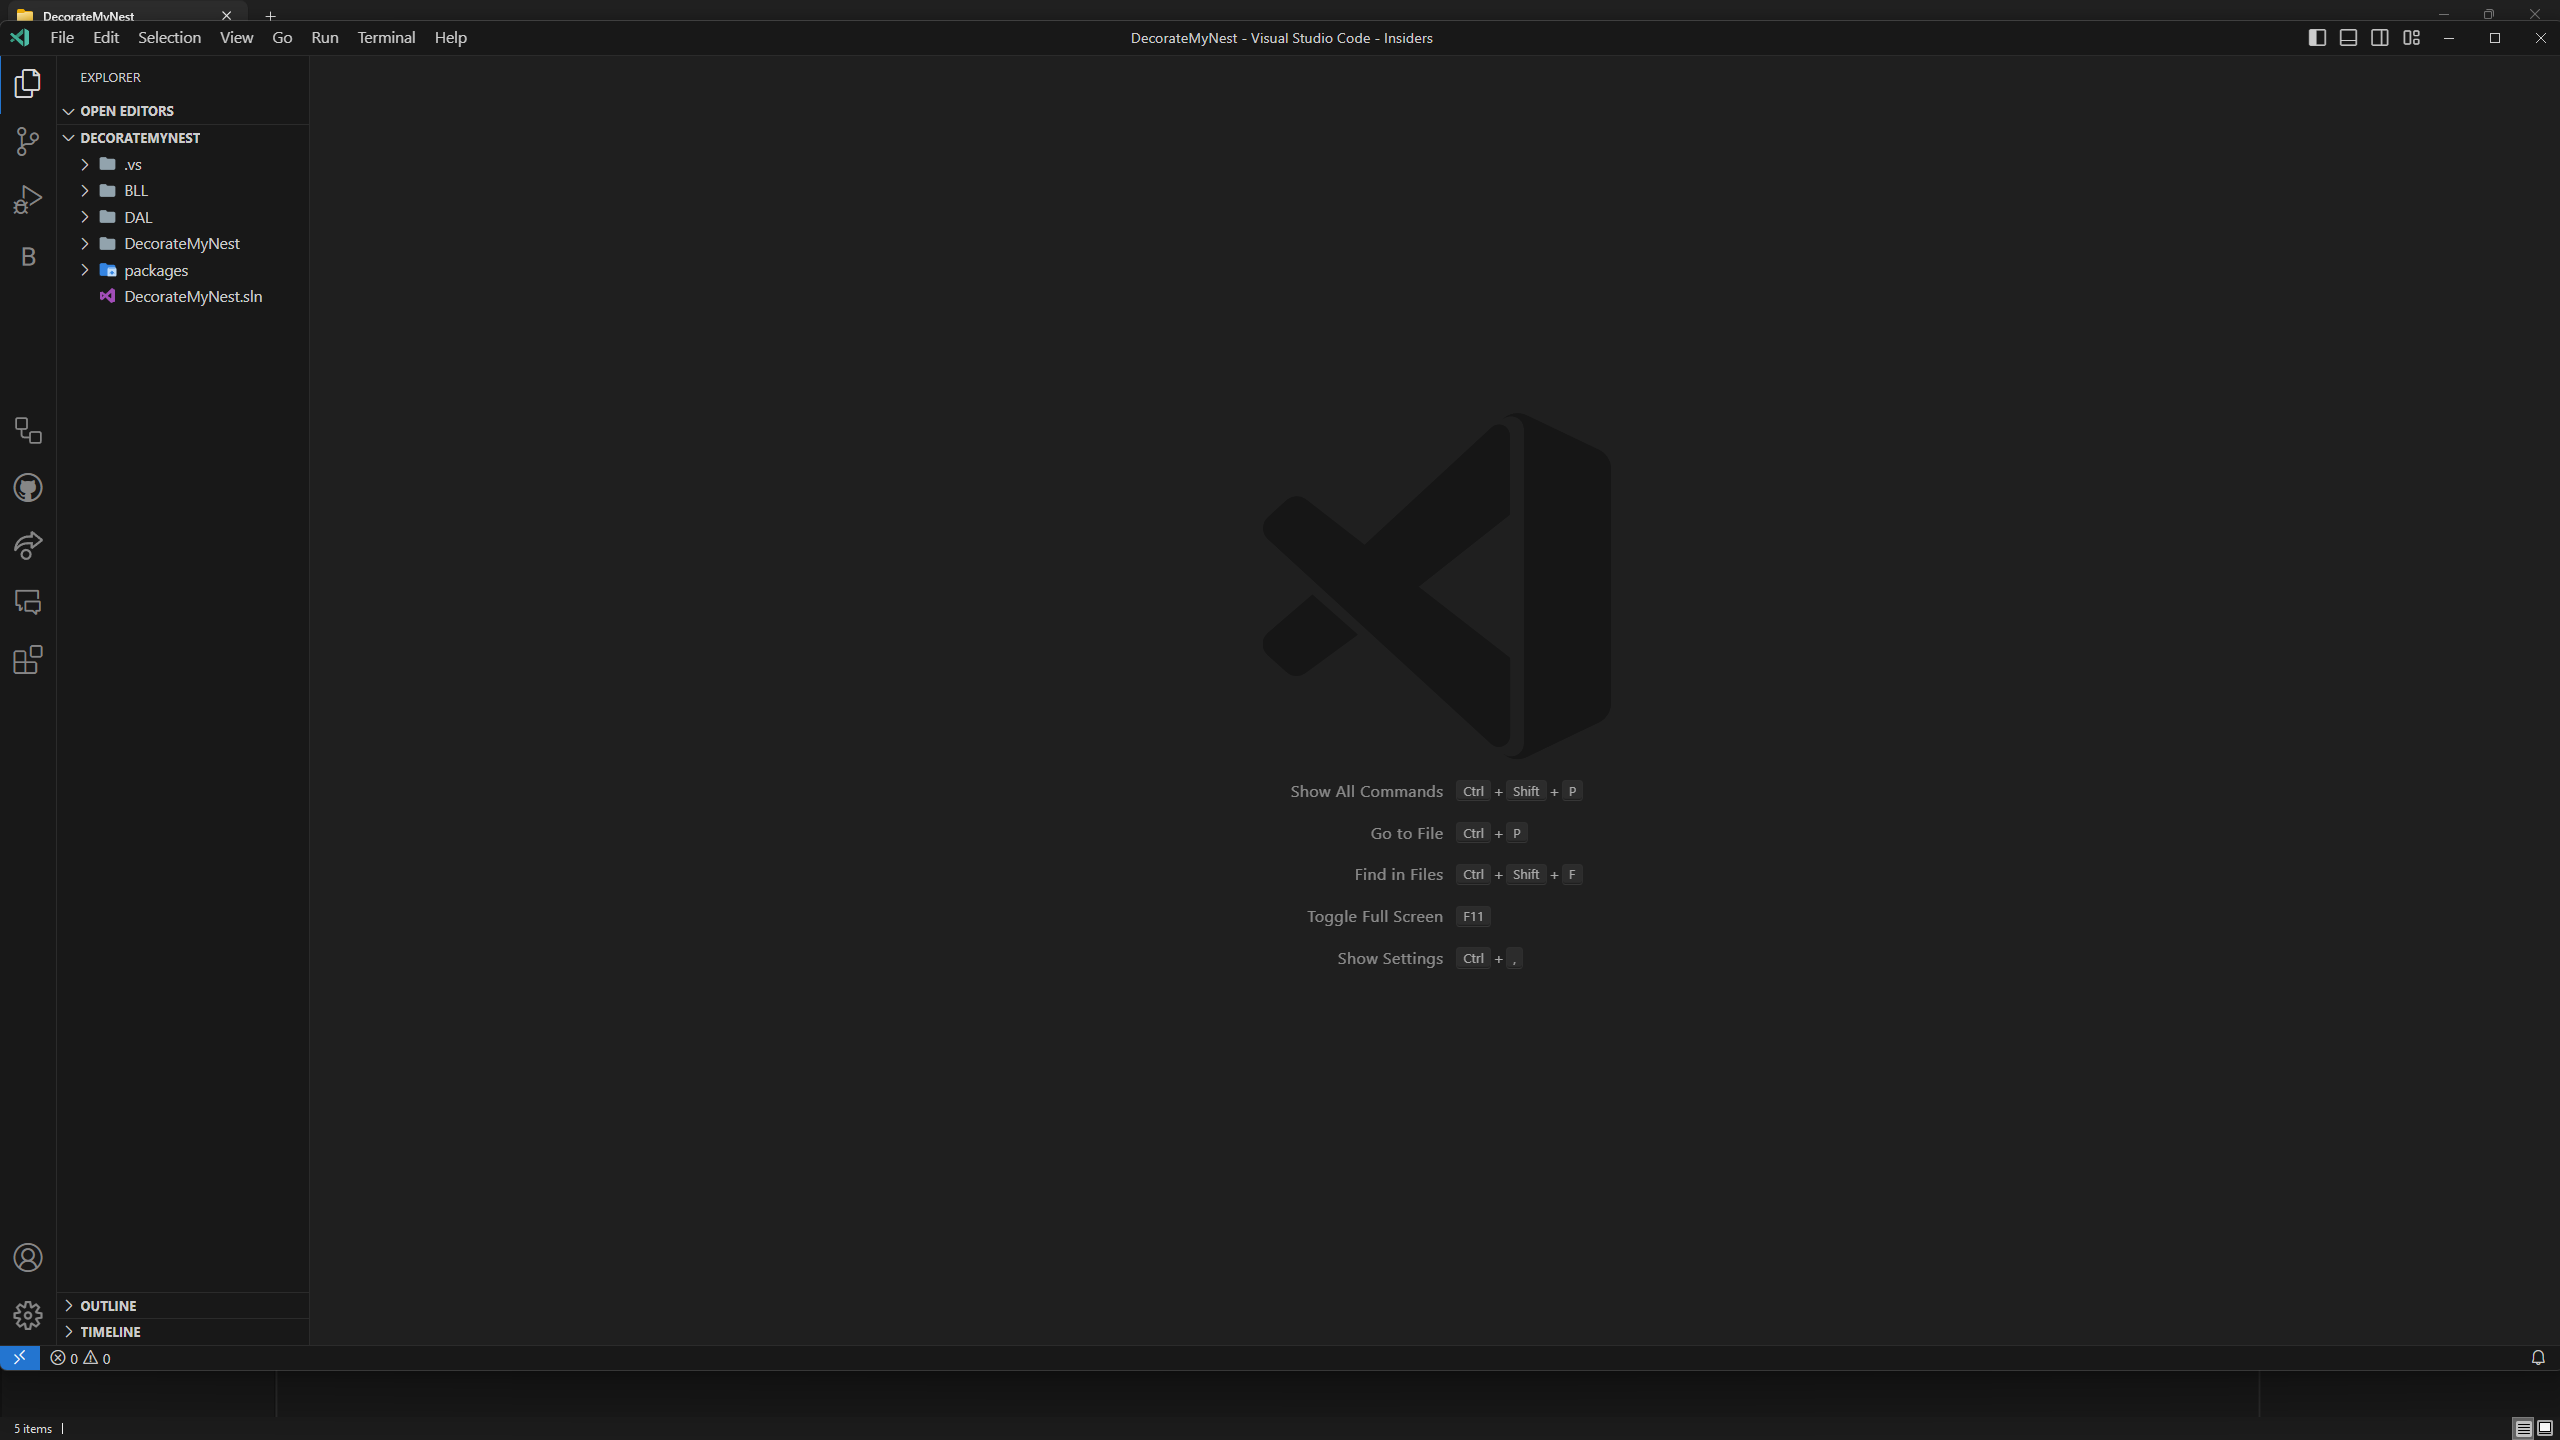 DecorateMyNest
File Edit Selection View Go Run Terminal Help
DecorateMyNest - Visual Studio Code - Insiders
EXPLORER
OPEN EDITORS
DECORATEMYNEST
.vs
BLL
DAL
DecorateMyNest
packages
DecorateMyNest.sln
B
Show All Commands Ctrl + Shift + P
Go to File Ctrl + P
Find in Files Ctrl + Shift + F
Toggle Full Screen F11
Show Settings Ctrl + ,
OUTLINE
TIMELINE
0 0
5 items